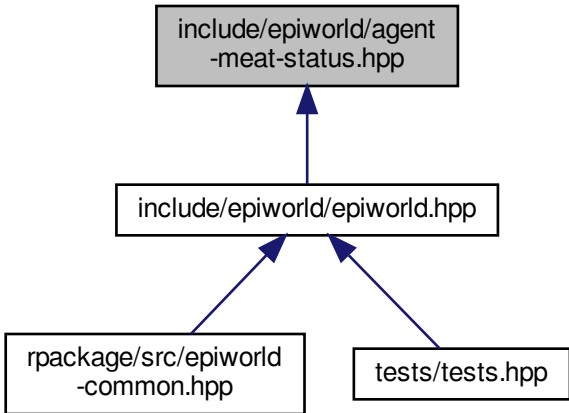 include/epiworld/agent
-meat-status.hpp
include/epiworld/epiworld.hpp
rpackage/src/epiworld
-common.hpp
tests/tests.hpp